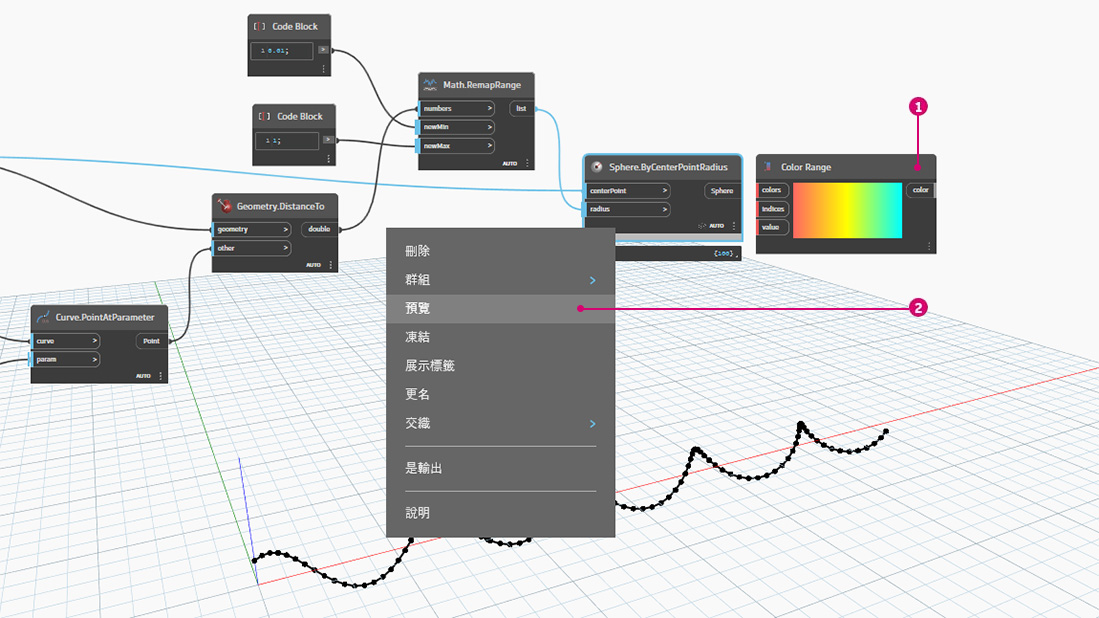 Code Block
1 0.01;
>
Math.RemapRange
numbers >
list
newMin >
newMax >
AUTO
Code Block
1 1;
>
1
Sphere.ByCenterPointRadius
centerPoint >
Sphere
radius >
AUTO
{100}
Color Range
colors
color
indices
value
Geometry.DistanceTo
geometry >
double
other >
AUTO
刪除
群組 >
預覽
2
凍結
展示標籤
更名
交織 >
是輸出
說明
Curve.PointAtParameter
curve >
Point
param >
AUTO